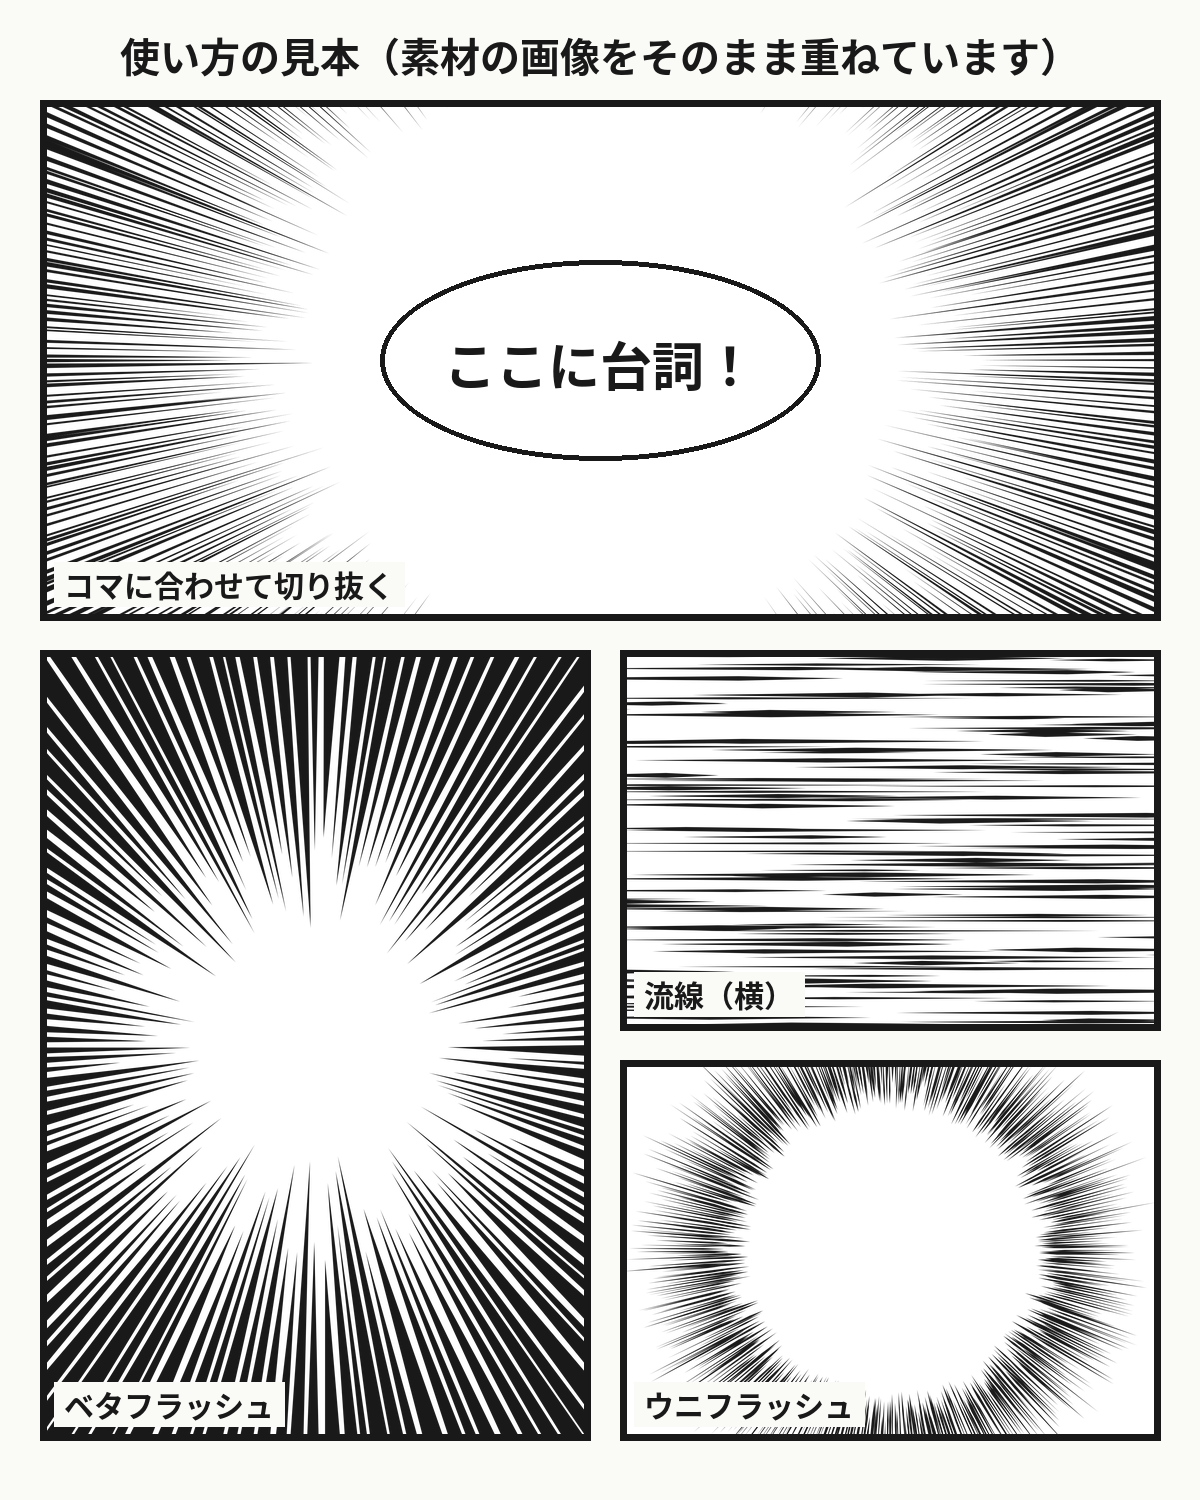 使い方の見本（素材の画像をそのまま重ねています）
ここに台詞！
コマに合わせて切り抜く
流線（横）
ベタフラッシュ
ウニフラッシュ